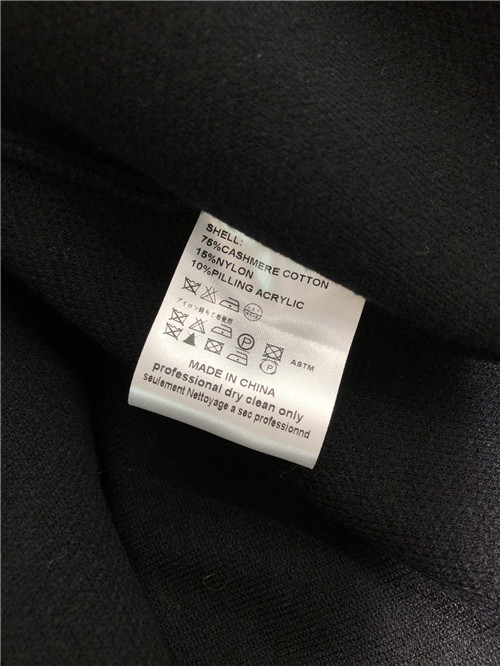 SHELL:
75%CASHMERE COTTON
15%NYLON
10%PILLING ACRYLIC
P
ASTM
P
MADE IN CHINA
professional dry clean only
seulement Nettoyage a sec professionnd